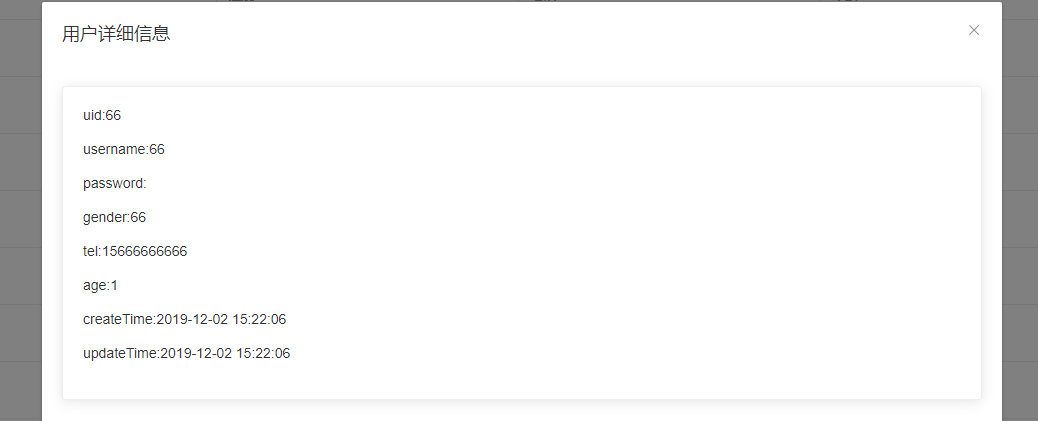 用户详细信息
uid:66
username:66
password:
gender:66
tel:15666666666
age:1
createTime:2019-12-02 15:22:06
updateTime:2019-12-02 15:22:06